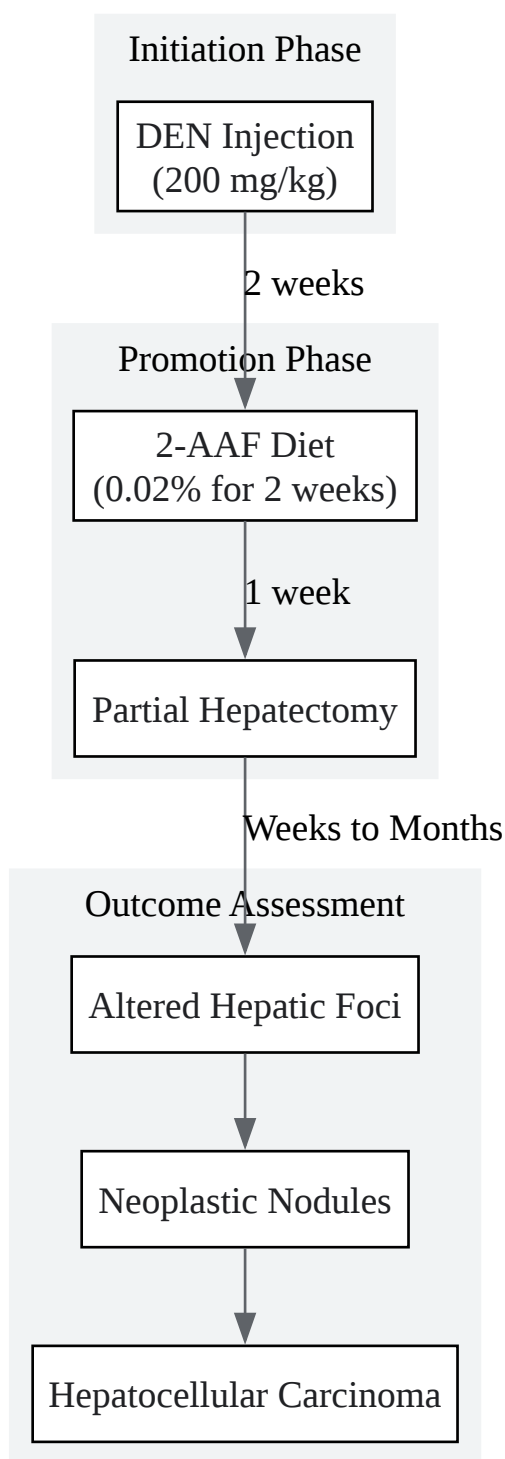 Initiation Phase
DEN Injection
(200 mg/kg)
2 weeks
Promotion Phase
2-AAF Diet
(0.02% for 2 weeks)
1 week
Partial Hepatectomy
Weeks to Months
Outcome Assessment
Altered Hepatic Foci
Neoplastic Nodules
Hepatocellular Carcinoma